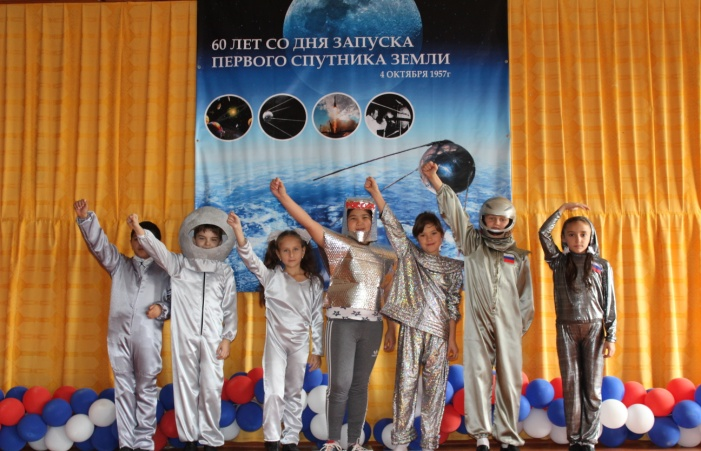 60 ЛЕТ СО ДНЯ ЗАПУСКА
ПЕРВОГО СПУТНИКА ЗЕМЛИ
4 ОКТЯБРЯ 1957г